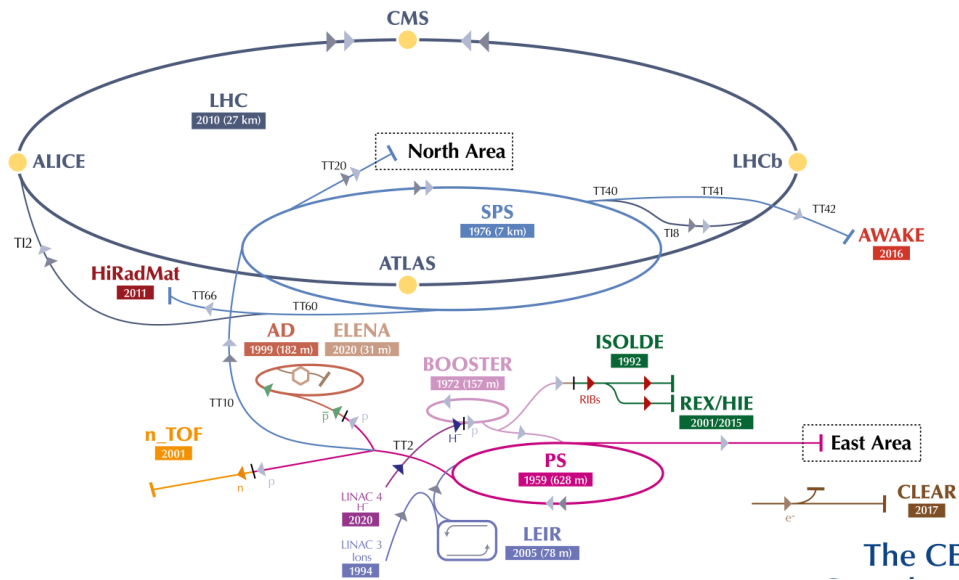 CMS
LHC
2010 (27 km)
ALICE
LHCb
North Area
TT20
TT40
TT41
TT42
SPS
1976 (7 km)
TI8
TI2
AWAKE
2016
ATLAS
HiRadMat
2011
TT66
TT60
AD
1999 (182 m)
ELENA
2020 (31 m)
ISOLDE
1992
BOOSTER
1972 (157 m)
RIBs
REX/HIE
2001/2015
TT10
p̅
p
H⁻
p
n_TOF
2001
TT2
East Area
n
p
PS
1959 (628 m)
LINAC 4
H⁻
2020
CLEAR
2017
e⁻
LINAC 3
Ions
1994
LEIR
2005 (78 m)
The CE